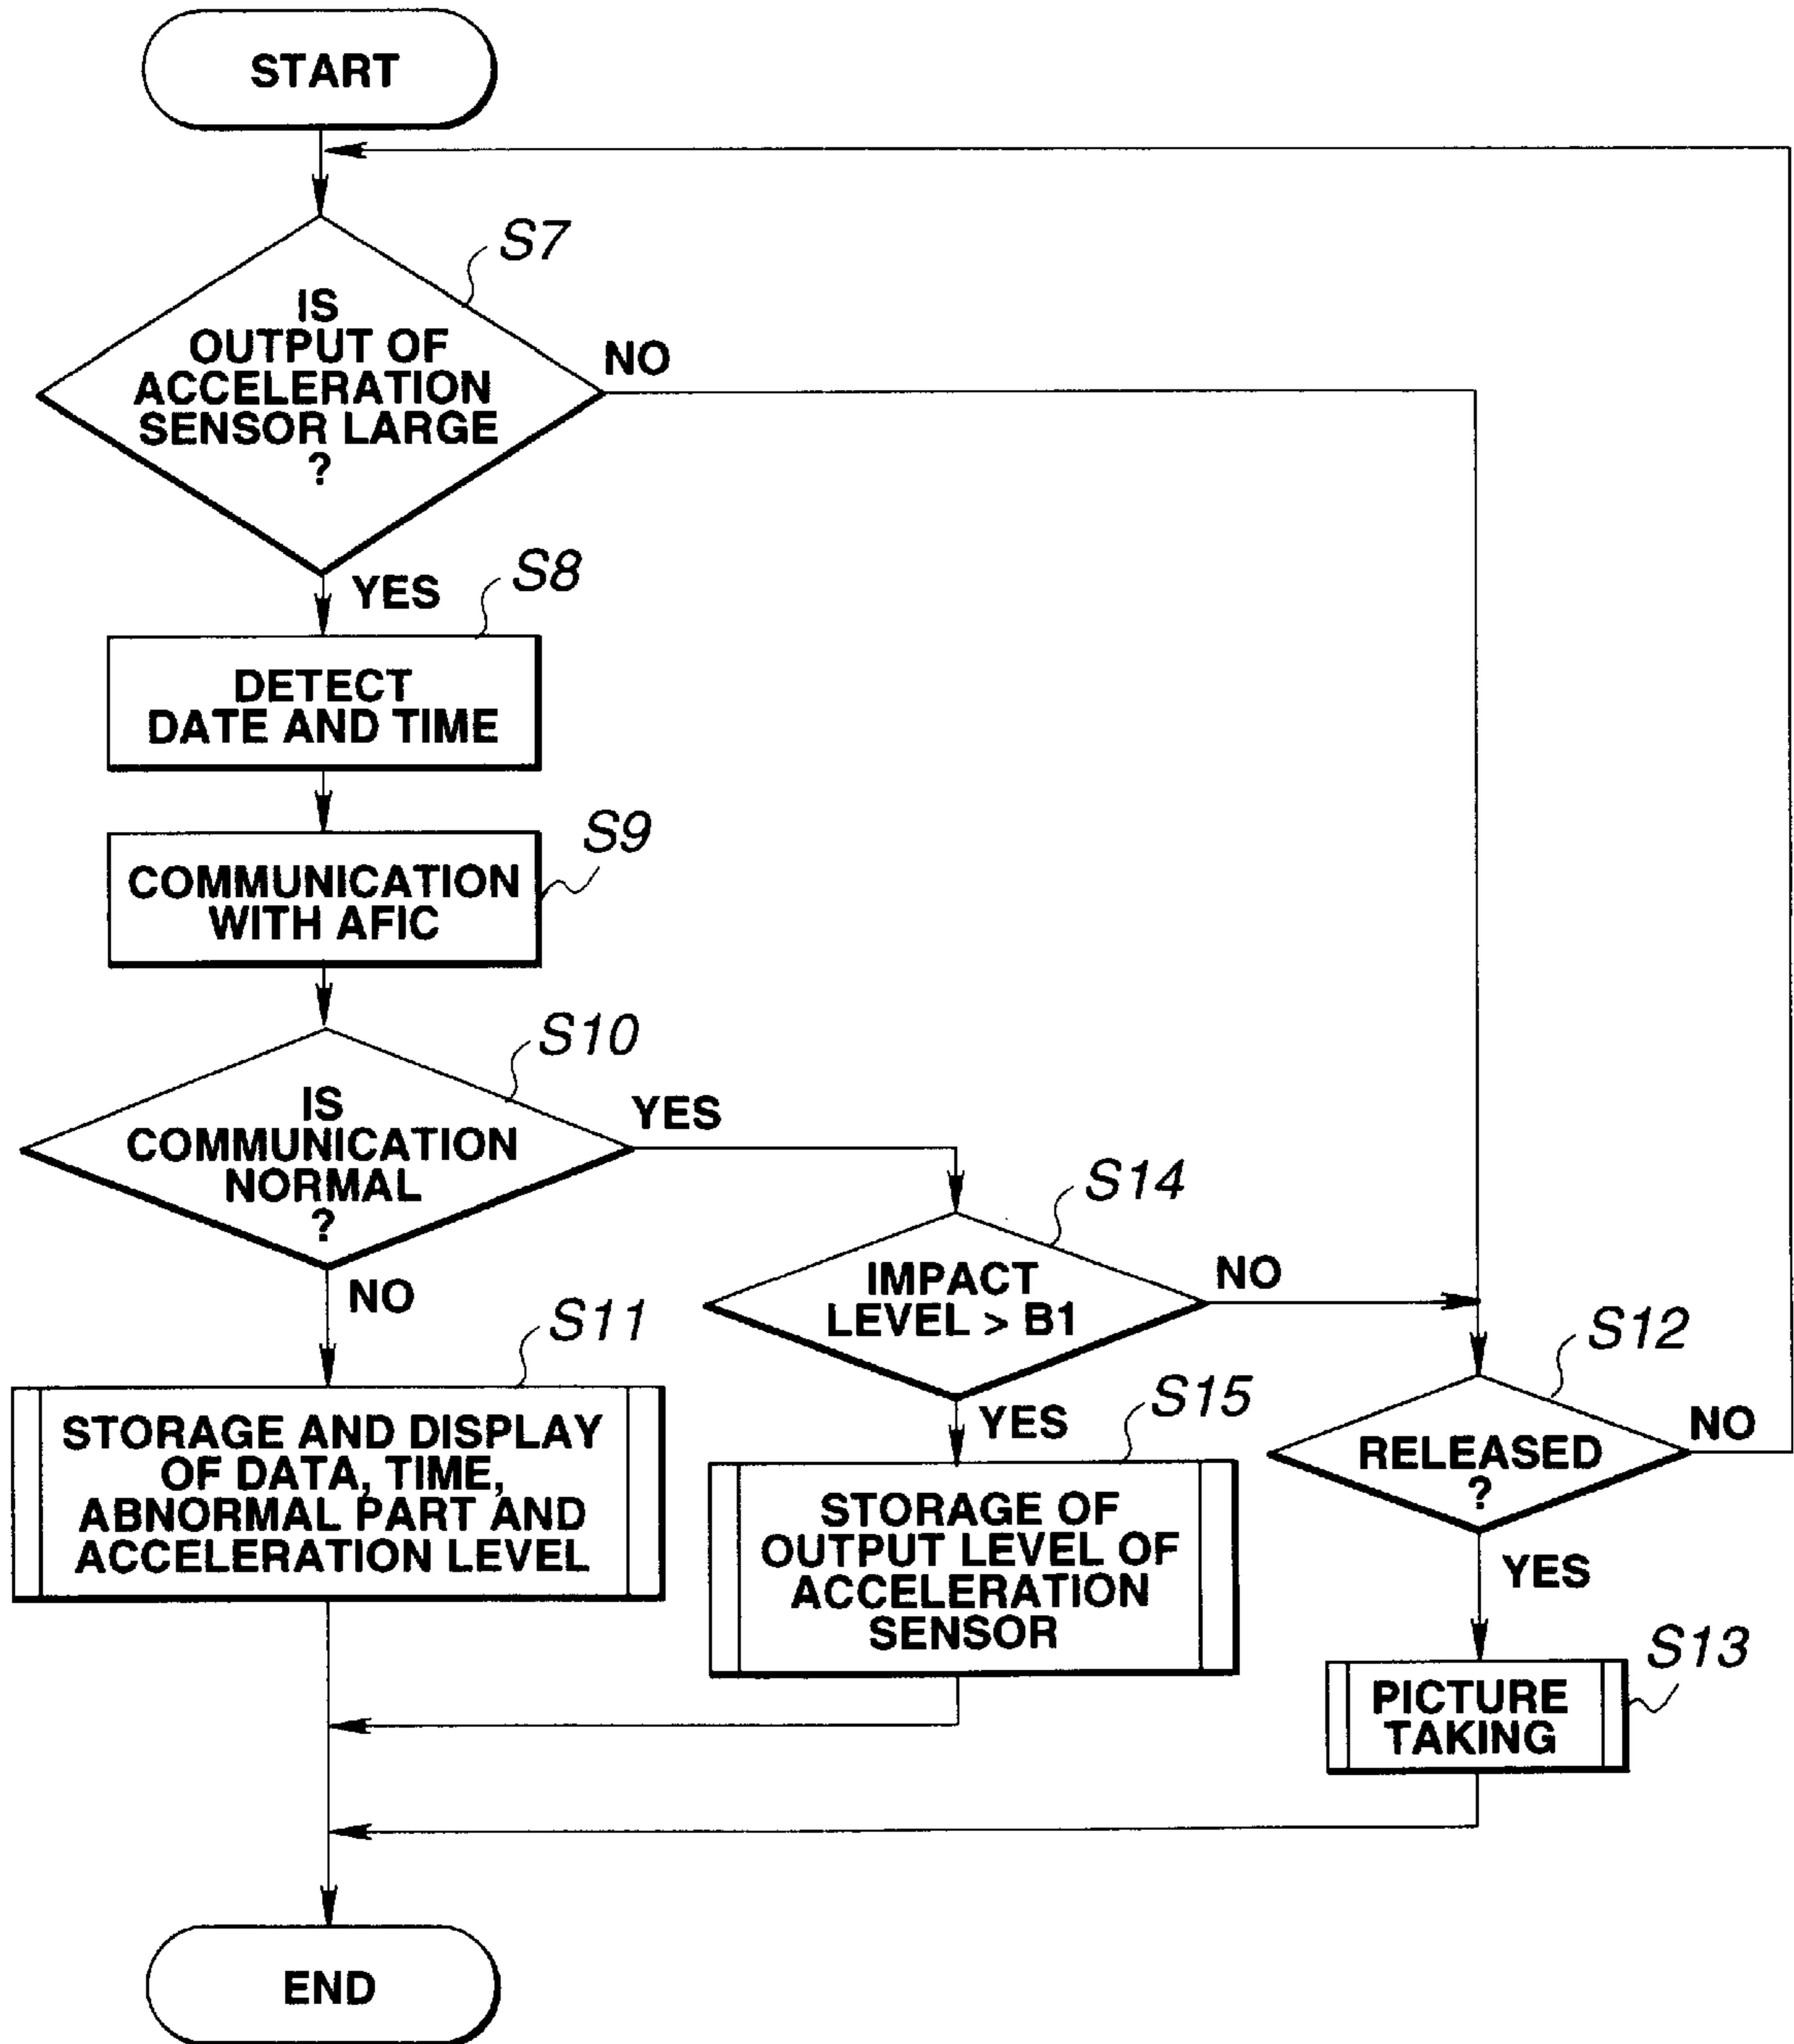 START
S7
IS
OUTPUT OF
ACCELERATION
SENSOR LARGE
?
NO
YES
S8
DETECT
DATE AND TIME
S9
COMMUNICATION
WITH AFIC
S10
IS
COMMUNICATION
NORMAL
?
YES
NO
S14
IMPACT
LEVEL > B1
NO
YES
S11
STORAGE AND DISPLAY
OF DATA, TIME,
ABNORMAL PART AND
ACCELERATION LEVEL
S15
STORAGE OF
OUTPUT LEVEL OF
ACCELERATION
SENSOR
S12
RELEASED
?
NO
YES
S13
PICTURE
TAKING
END